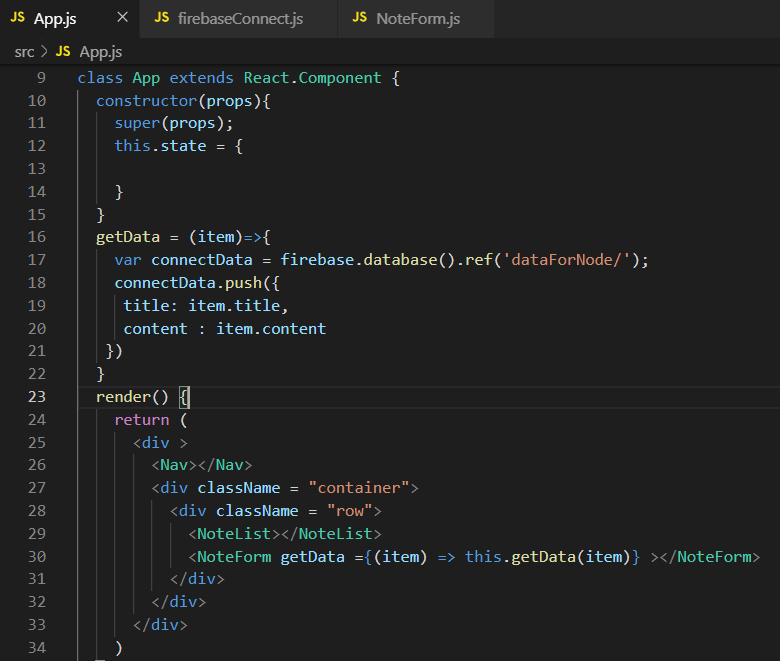 JS App.js × JS firebaseConnect.js JS NoteForm.js
src > JS App.js
9 class App extends React.Component {
10 constructor(props){
11 super(props);
12 this.state = {
13
14 }
15 }
16 getData = (item)=>{
17 var connectData = firebase.database().ref('dataForNode/');
18 connectData.push({
19 title: item.title,
20 content : item.content
21 })
22 }
23 render() {
24 return (
25 <div >
26 <Nav></Nav>
27 <div className = "container">
28 <div className = "row">
29 <NoteList></NoteList>
30 <NoteForm getData ={(item) => this.getData(item)} ></NoteForm>
31 </div>
32 </div>
33 </div>
34 )